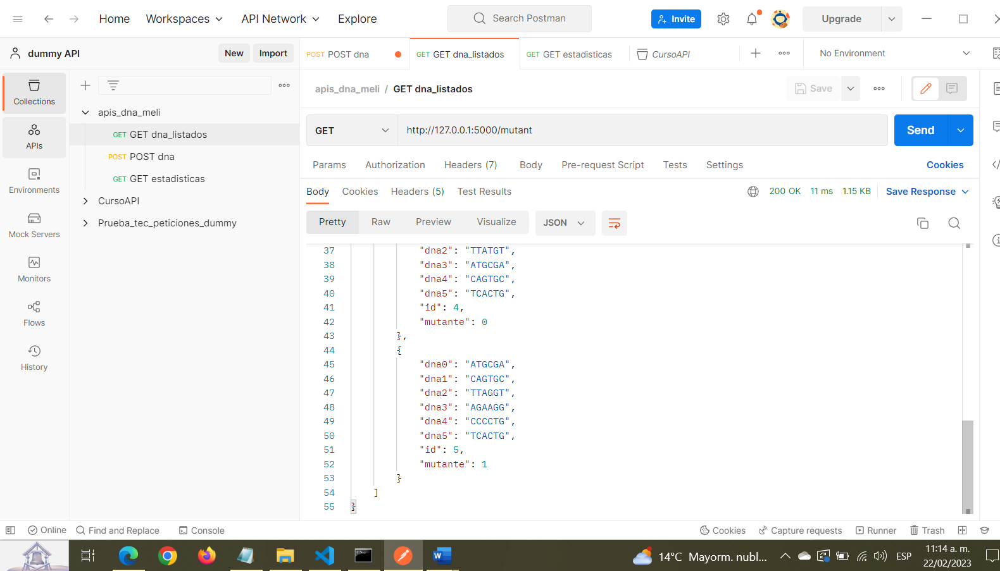 Home
Workspaces
API Network
Explore
Search Postman
Invite
Upgrade
dummy API
New
Import
POST POST dna
GET GET dna_listados
GET GET estadisticas
CursoAPI
No Environment
Collections
APIs
Environments
Mock Servers
Monitors
Flows
History
apis_dna_meli
GET GET dna_listados
POST POST dna
GET GET estadisticas
CursoAPI
Prueba_tec_peticiones_dummy
apis_dna_meli / GET dna_listados
Save
GET
http://127.0.0.1:5000/mutant
Send
Params
Authorization
Headers (7)
Body
Pre-request Script
Tests
Settings
Cookies
Body
Cookies
Headers (5)
Test Results
200 OK
11 ms
1.15 KB
Save Response
Pretty
Raw
Preview
Visualize
JSON
37 "dna2": "TTATGT",
38 "dna3": "ATGCGA",
39 "dna4": "CAGTGC",
40 "dna5": "TCACTG",
41 "id": 4,
42 "mutante": 0
43 },
44 {
45 "dna0": "ATGCGA",
46 "dna1": "CAGTGC",
47 "dna2": "TTAGGT",
48 "dna3": "AGAAGG",
49 "dna4": "CCCCTG",
50 "dna5": "TCACTG",
51 "id": 5,
52 "mutante": 1
53 }
54 ]
55 }
Online
Find and Replace
Console
Cookies
Capture requests
Runner
Trash
14°C Mayorm. nubl...
ESP
11:14 a. m.
22/02/2023